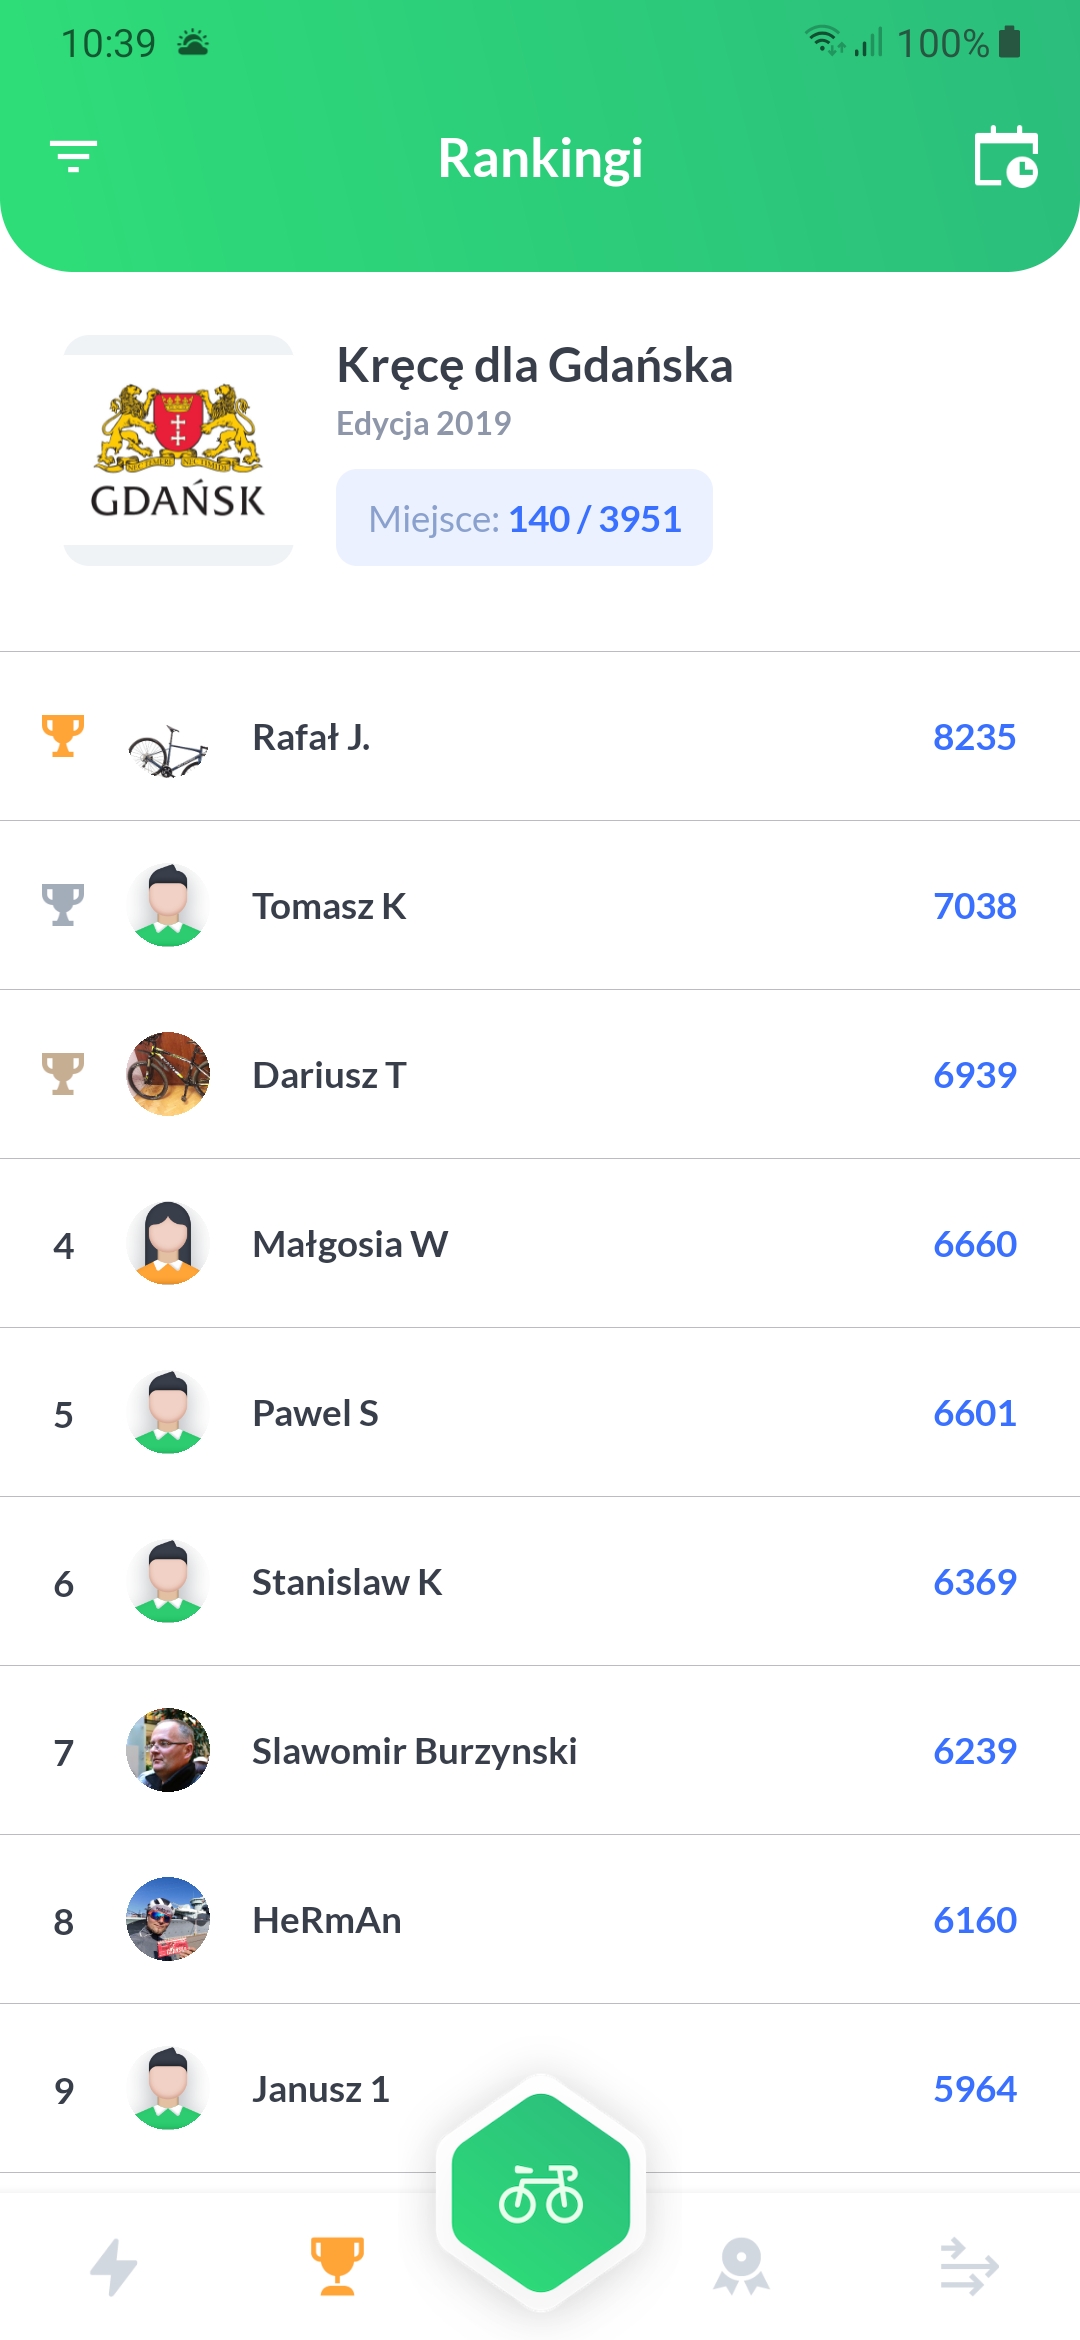 10:39
100%
Rankingi
GDAŃSK
Kręcę dla Gdańska
Edycja 2019
Miejsce: 140 / 3951
Rafał J. 8235
Tomasz K 7038
Dariusz T 6939
4 Małgosia W 6660
5 Pawel S 6601
6 Stanislaw K 6369
7 Slawomir Burzynski 6239
8 HeRmAn 6160
9 Janusz 1 5964